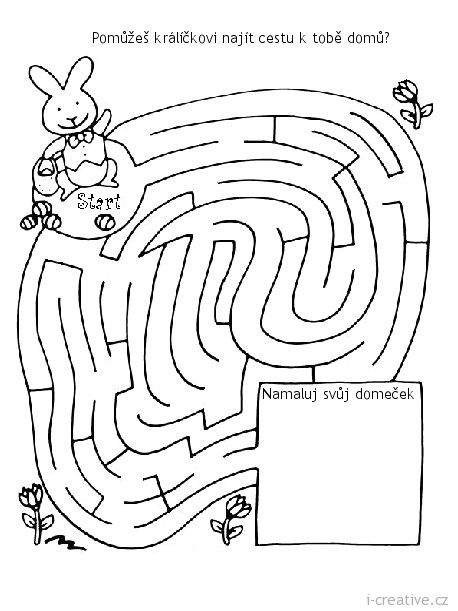 Pomůžeš králíčkovi najít cestu k tobě domů?
Start
Namaluj svůj domeček
i-creative.cz